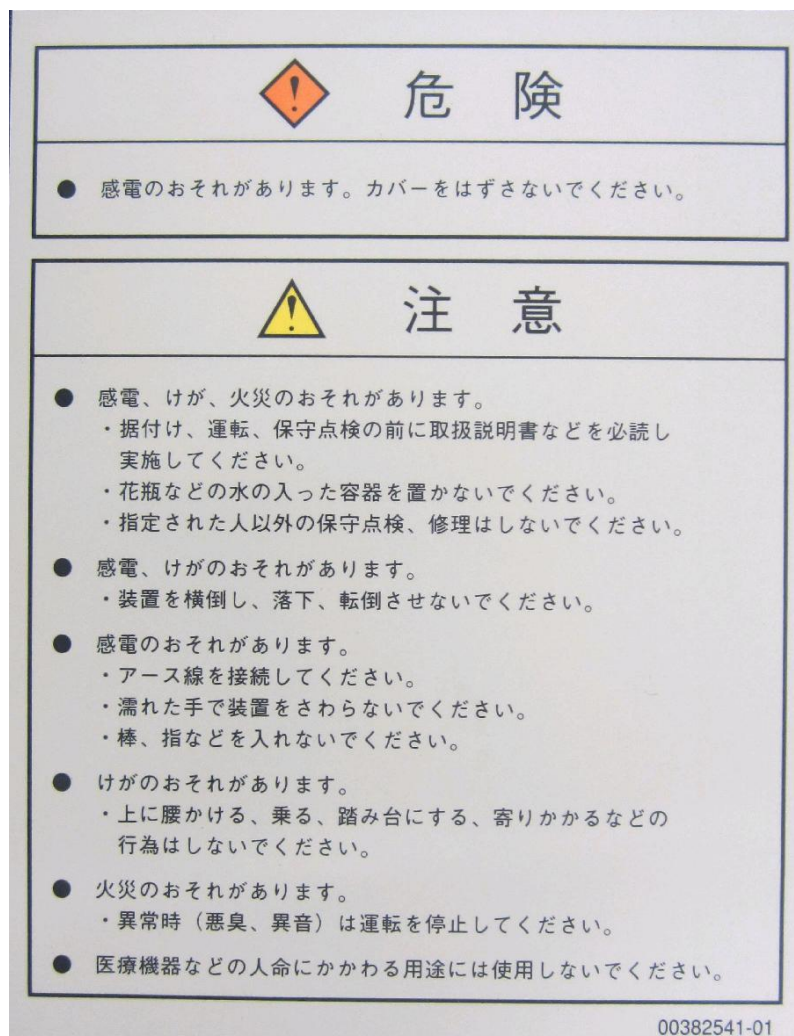 危険
● 感電のおそれがあります。カバーをはずさないでください。
注意
● 感電、けが、火災のおそれがあります。
・据付け、運転、保守点検の前に取扱説明書などを必読し
実施してください。
・花瓶などの水の入った容器を置かないでください。
・指定された人以外の保守点検、修理はしないでください。
● 感電、けがのおそれがあります。
・装置を横倒し、落下、転倒させないでください。
● 感電のおそれがあります。
・アース線を接続してください。
・濡れた手で装置をさわらないでください。
・棒、指などを入れないでください。
● けがのおそれがあります。
・上に腰かける、乗る、踏み台にする、寄りかかるなどの
行為はしないでください。
● 火災のおそれがあります。
・異常時（悪臭、異音）は運転を停止してください。
● 医療機器などの人命にかかわる用途には使用しないでください。
00382541-01